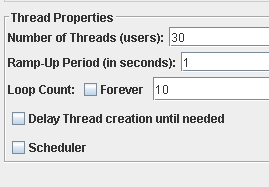 Thread Properties
Number of Threads (users): 30
Ramp-Up Period (in seconds): 1
Loop Count: Forever 10
Delay Thread creation until needed
Scheduler